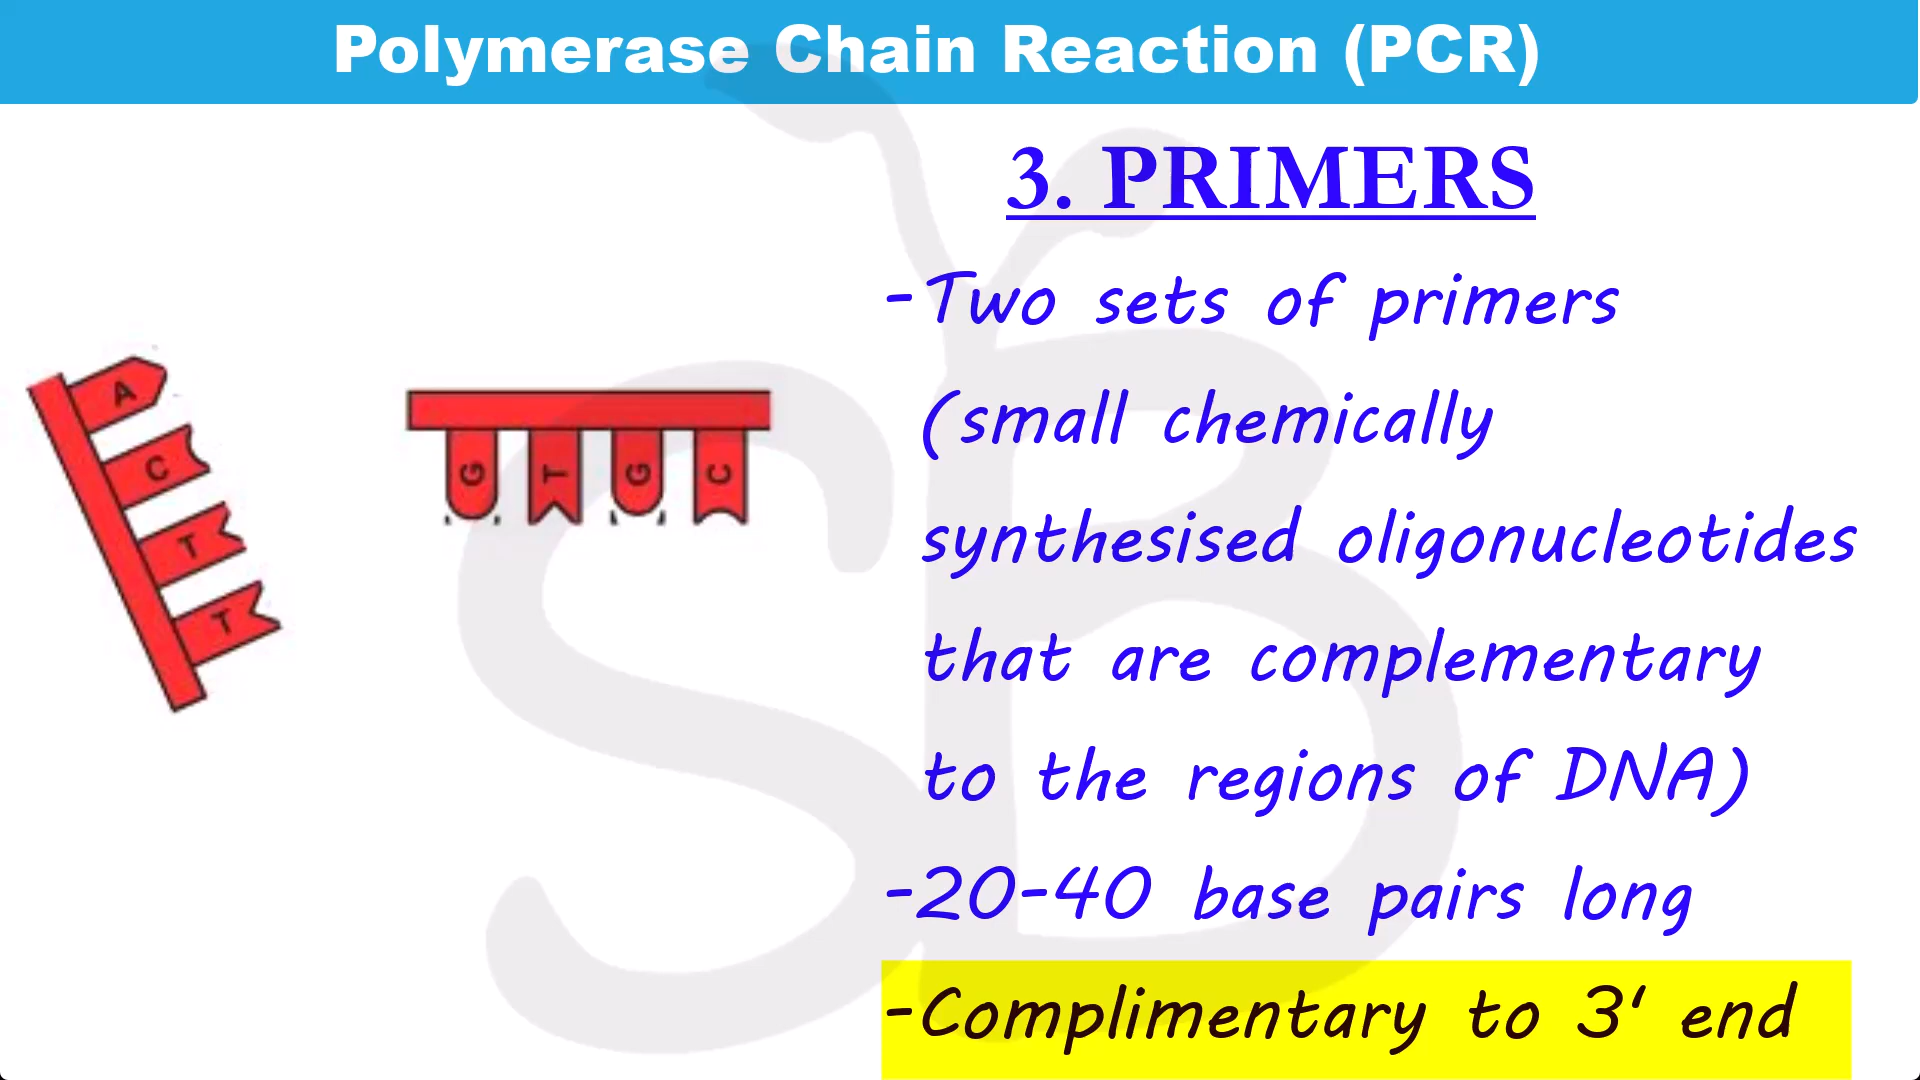 Polymerase Chain Reaction (PCR)
3. PRIMERS
-Two sets of primers
(small chemically
synthesised oligonucleotides
that are complementary
to the regions of DNA)
-20-40 base pairs long
-Complimentary to 3' end
A
C
T
T
G T G C
SB